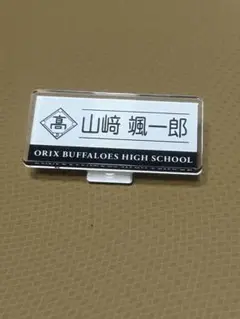 高
山﨑 颯一郎
ORIX BUFFALOES HIGH SCHOOL